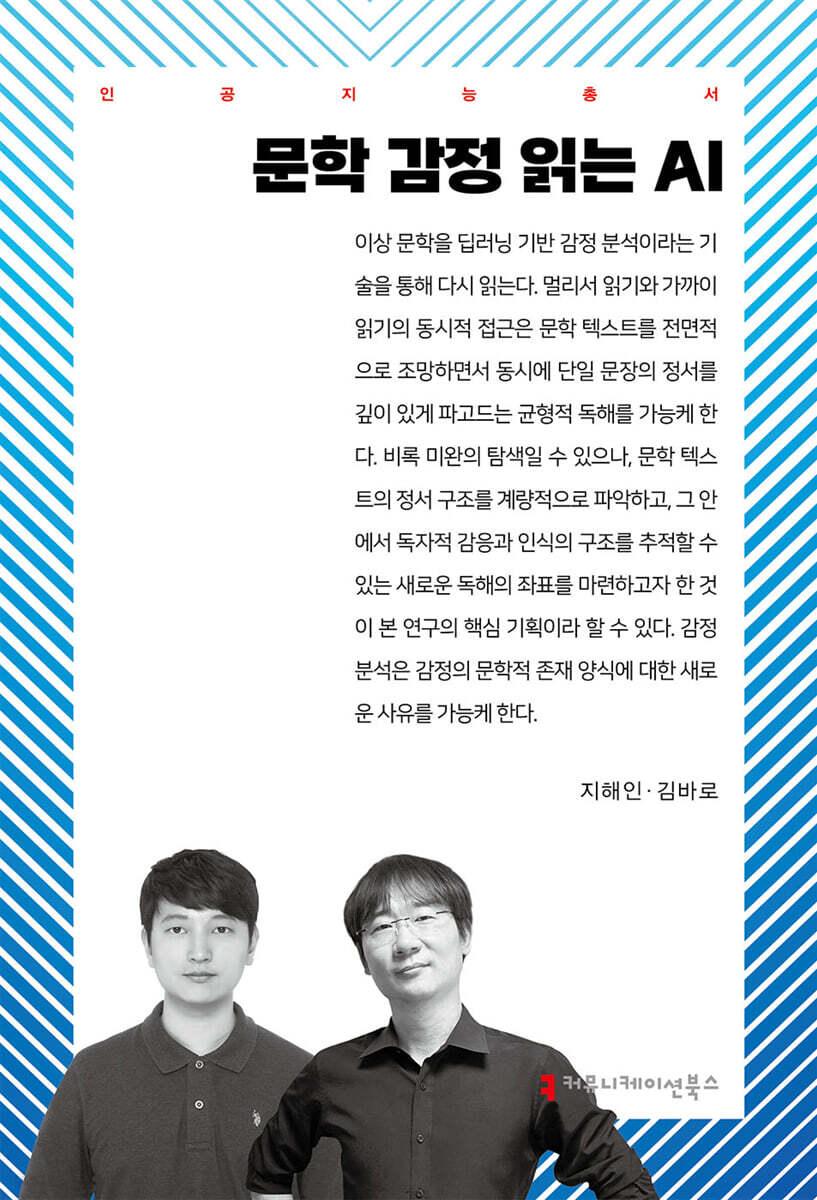 인 공 지 능 총 서
문학 감정 읽는 AI
이상 문학을 딥러닝 기반 감정 분석이라는 기
술을 통해 다시 읽는다. 멀리서 읽기와 가까이
읽기의 동시적 접근은 문학 텍스트를 전면적
으로 조망하면서 동시에 단일 문장의 정서를
깊이 있게 파고드는 균형적 독해를 가능케 한
다. 비록 미완의 탐색일 수 있으나, 문학 텍스
트의 정서 구조를 계량적으로 파악하고, 그 안
에서 독자적 감응과 인식의 구조를 추적할 수
있는 새로운 독해의 좌표를 마련하고자 한 것
이 본 연구의 핵심 기획이라 할 수 있다. 감정
분석은 감정의 문학적 존재 양식에 대한 새로
운 사유를 가능케 한다.
지해인 · 김바로
커뮤니케이션북스